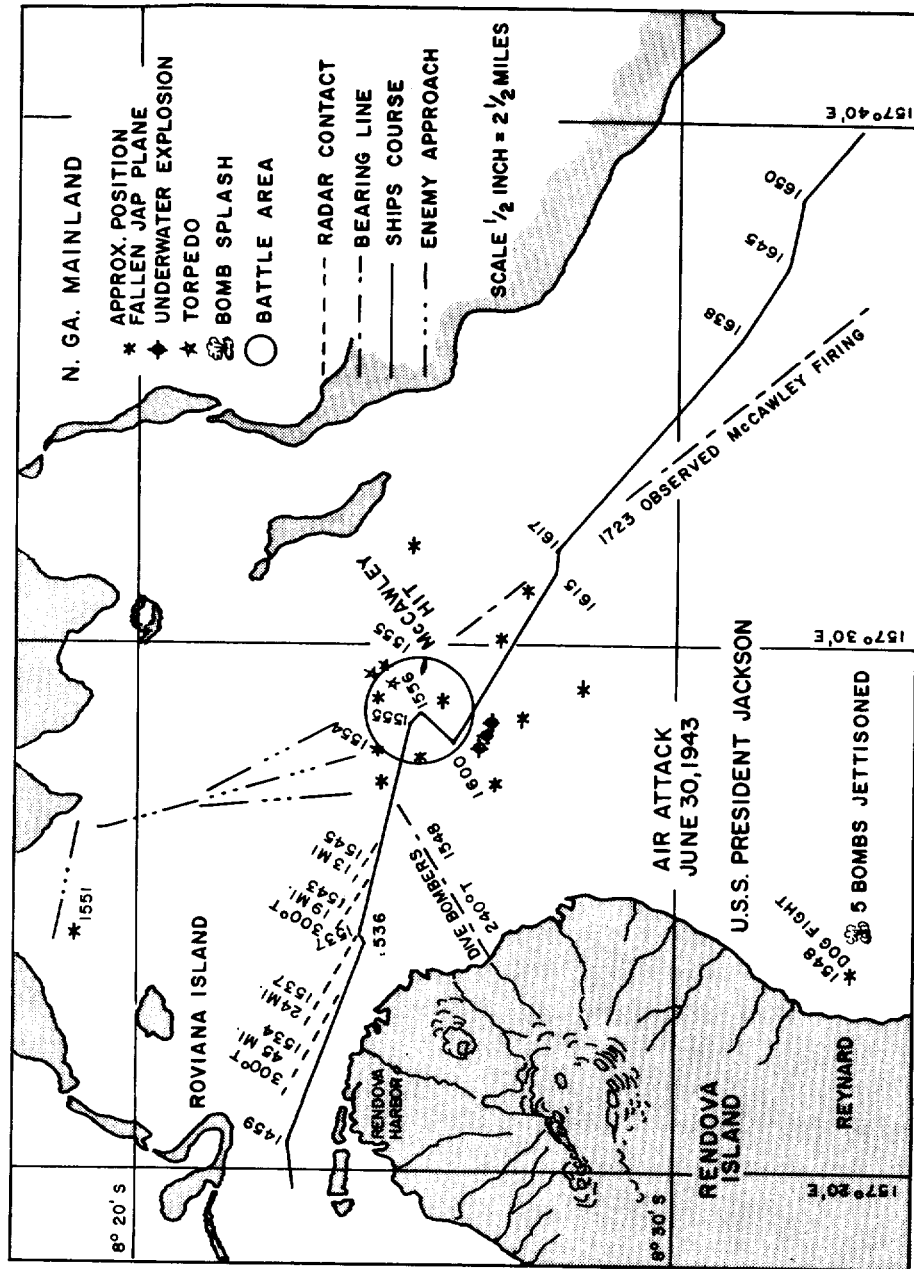 N. GA. MAINLAND
APPROX. POSITION
FALLEN JAP PLANE
UNDERWATER EXPLOSION
TORPEDO
BOMB SPLASH
BATTLE AREA
RADAR CONTACT
BEARING LINE
SHIPS COURSE
ENEMY APPROACH
SCALE 1/2 INCH = 2 1/2 MILES
8° 20' S
8° 30' S
157° 20'E
157° 30'E
157° 40'E
ROVIANA ISLAND
1551
1459
300°T
45 MI.
1534
24MI.
1537
1537
.536
300°T
19 MI.
1543
13 MI
1545
1554
1555
1556
1555
McCAWLEY
HIT
1600
DIVE BOMBERS 1548
240°T
1615
1617
1638
1645
1650
1723 OBSERVED McCAWLEY FIRING
RENDOVA
HARBOR
RENDOVA
ISLAND
REYNARD
AIR ATTACK
JUNE 30,1943
U.S.S. PRESIDENT JACKSON
1548
DOG FIGHT
5 BOMBS JETTISONED